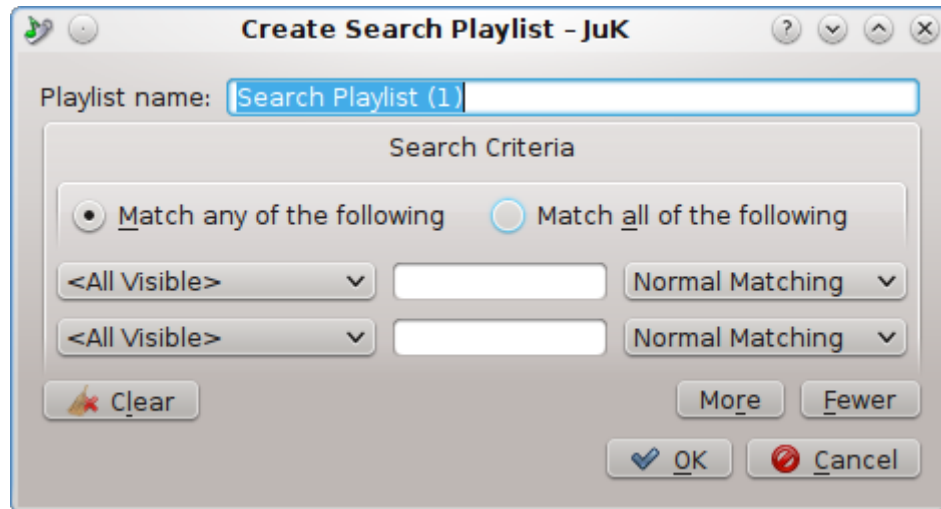 Create Search Playlist – JuK
Playlist name: Search Playlist (1)
Search Criteria
Match any of the following Match all of the following
<All Visible> Normal Matching
<All Visible> Normal Matching
Clear More Fewer
OK Cancel